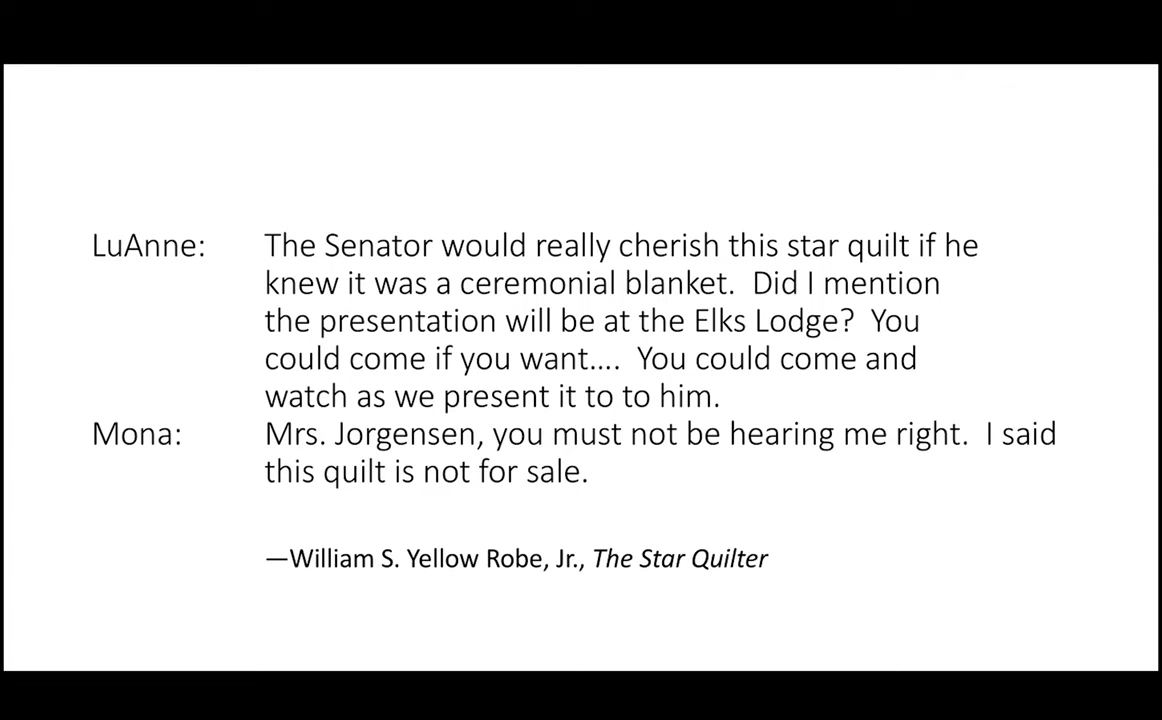 LuAnne: The Senator would really cherish this star quilt if he
knew it was a ceremonial blanket.  Did I mention
the presentation will be at the Elks Lodge?  You
could come if you want....  You could come and
watch as we present it to to him.
Mona: Mrs. Jorgensen, you must not be hearing me right.  I said
this quilt is not for sale.
—William S. Yellow Robe, Jr., The Star Quilter